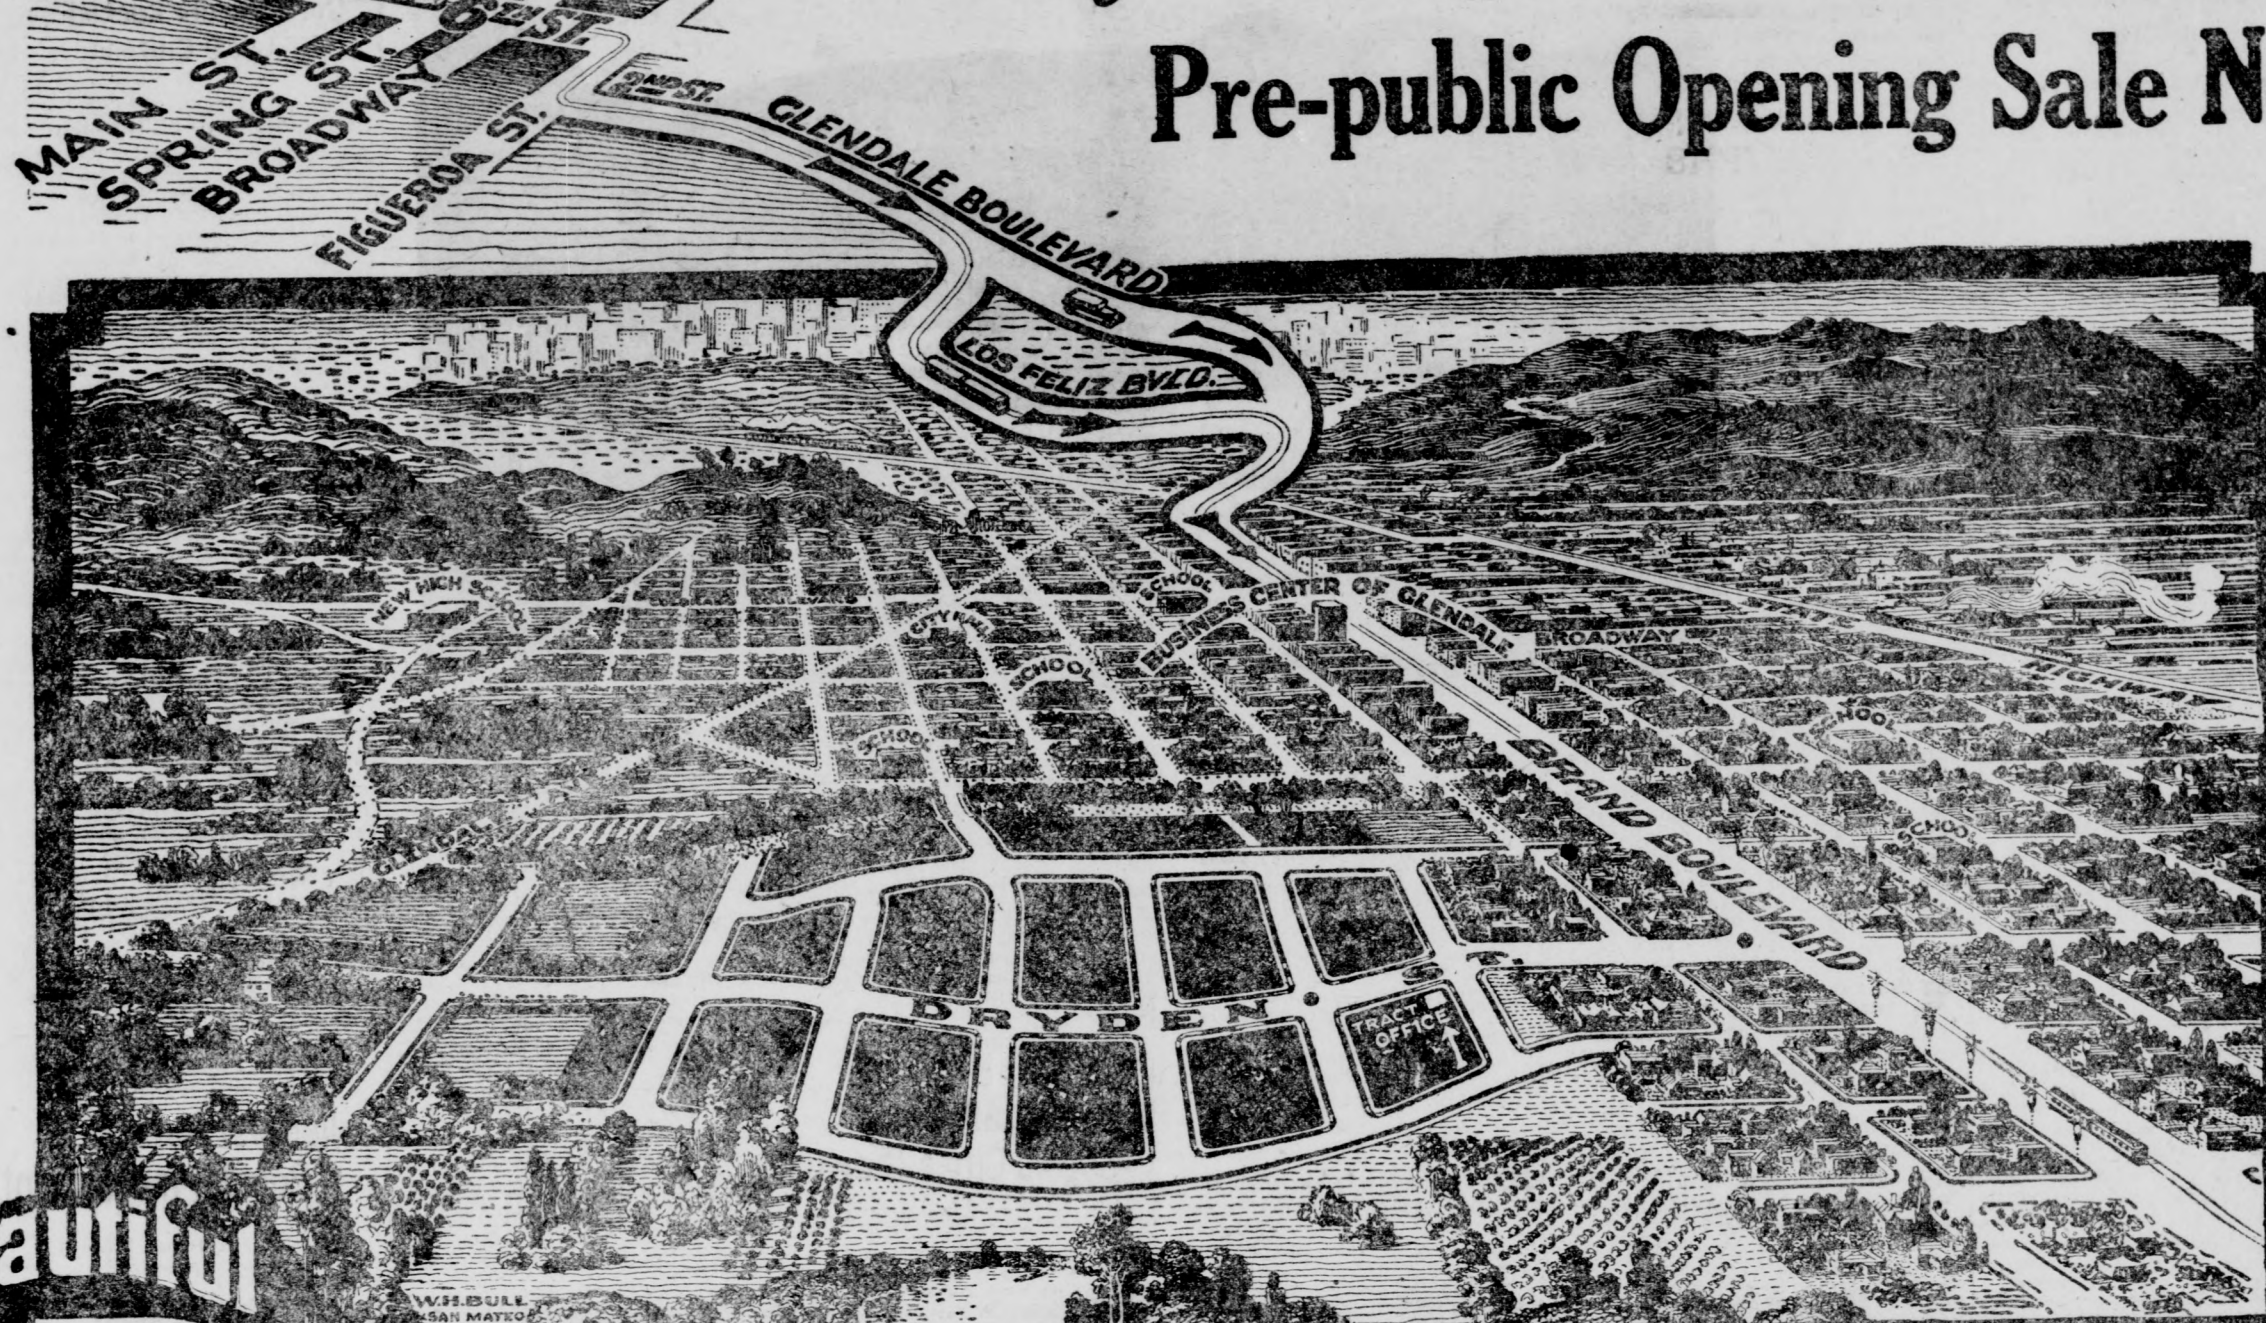 Pre-public Opening Sale
MAIN ST.
SPRING ST.
BROADWAY
FIGUEROA ST.
2ND ST.
GLENDALE BOULEVARD
LOS FELIZ BVLD.
NEW HIGH SCHOOL
CITY HALL
SCHOOL
BUSINESS CENTER OF GLENDALE
BROADWAY
SCHOOL
SCHOOL
HIGHWAY
SCHOOL
SCHOOL
BRAND BOULEVARD
DRYDEN ST.
TRACT
OFFICE
autiful
W.H.BULL
SAN MATEO